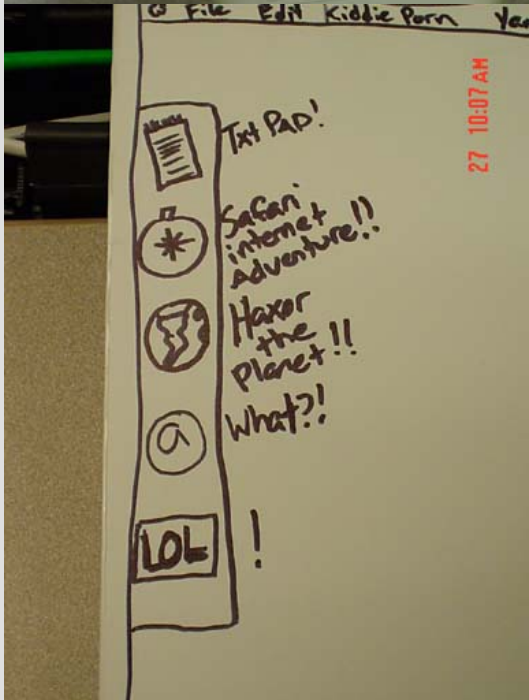 File Edit Kiddie Porn
Txt PAD!
Safari
internet
Adventure!!
Haxor
the
Planet!!
What?!
a
LOL !
27 10:07 AM